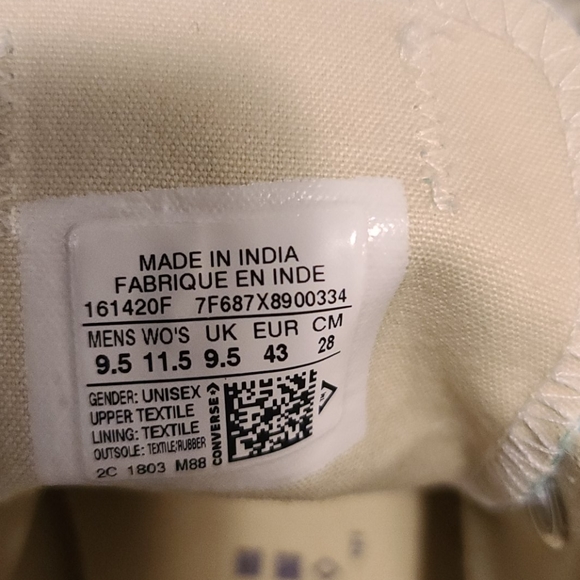 MADE IN INDIA
FABRIQUE EN INDE
161420F 7F687X8900334
MENS WO'S UK EUR CM
9.5 11.5 9.5 43 28
GENDER: UNISEX
UPPER TEXTILE
LINING: TEXTILE
OUTSOLE: TEXTILE/RUBBER
2C 1803 M88
CONVERSE